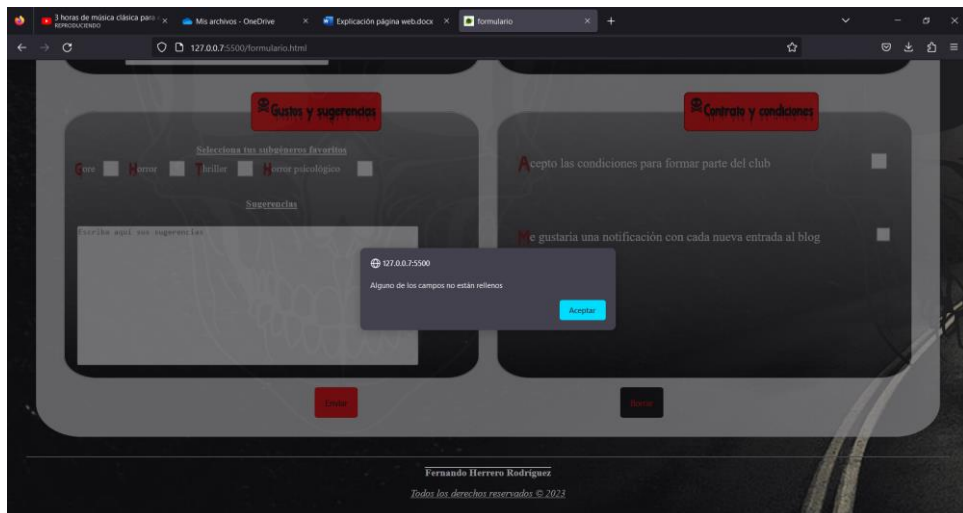 3 horas de música clásica para
REPRODUCIENDO
Mis archivos - OneDrive
Explicación página web.docx
formulario
127.0.0.7:5500/formulario.html
Gustos y sugerencias
Contrato y condiciones
Selecciona tus subgéneros favoritos
Gore
Horror
Thriller
Horror psicológico
Acepto las condiciones para formar parte del club
Sugerencias
Escriba aquí sus sugerencias
Me gustaría una notificación con cada nueva entrada al blog
127.0.0.7:5500
Alguno de los campos no están rellenos
Aceptar
Enviar
Borrar
Fernando Herrero Rodríguez
Todos los derechos reservados © 2023